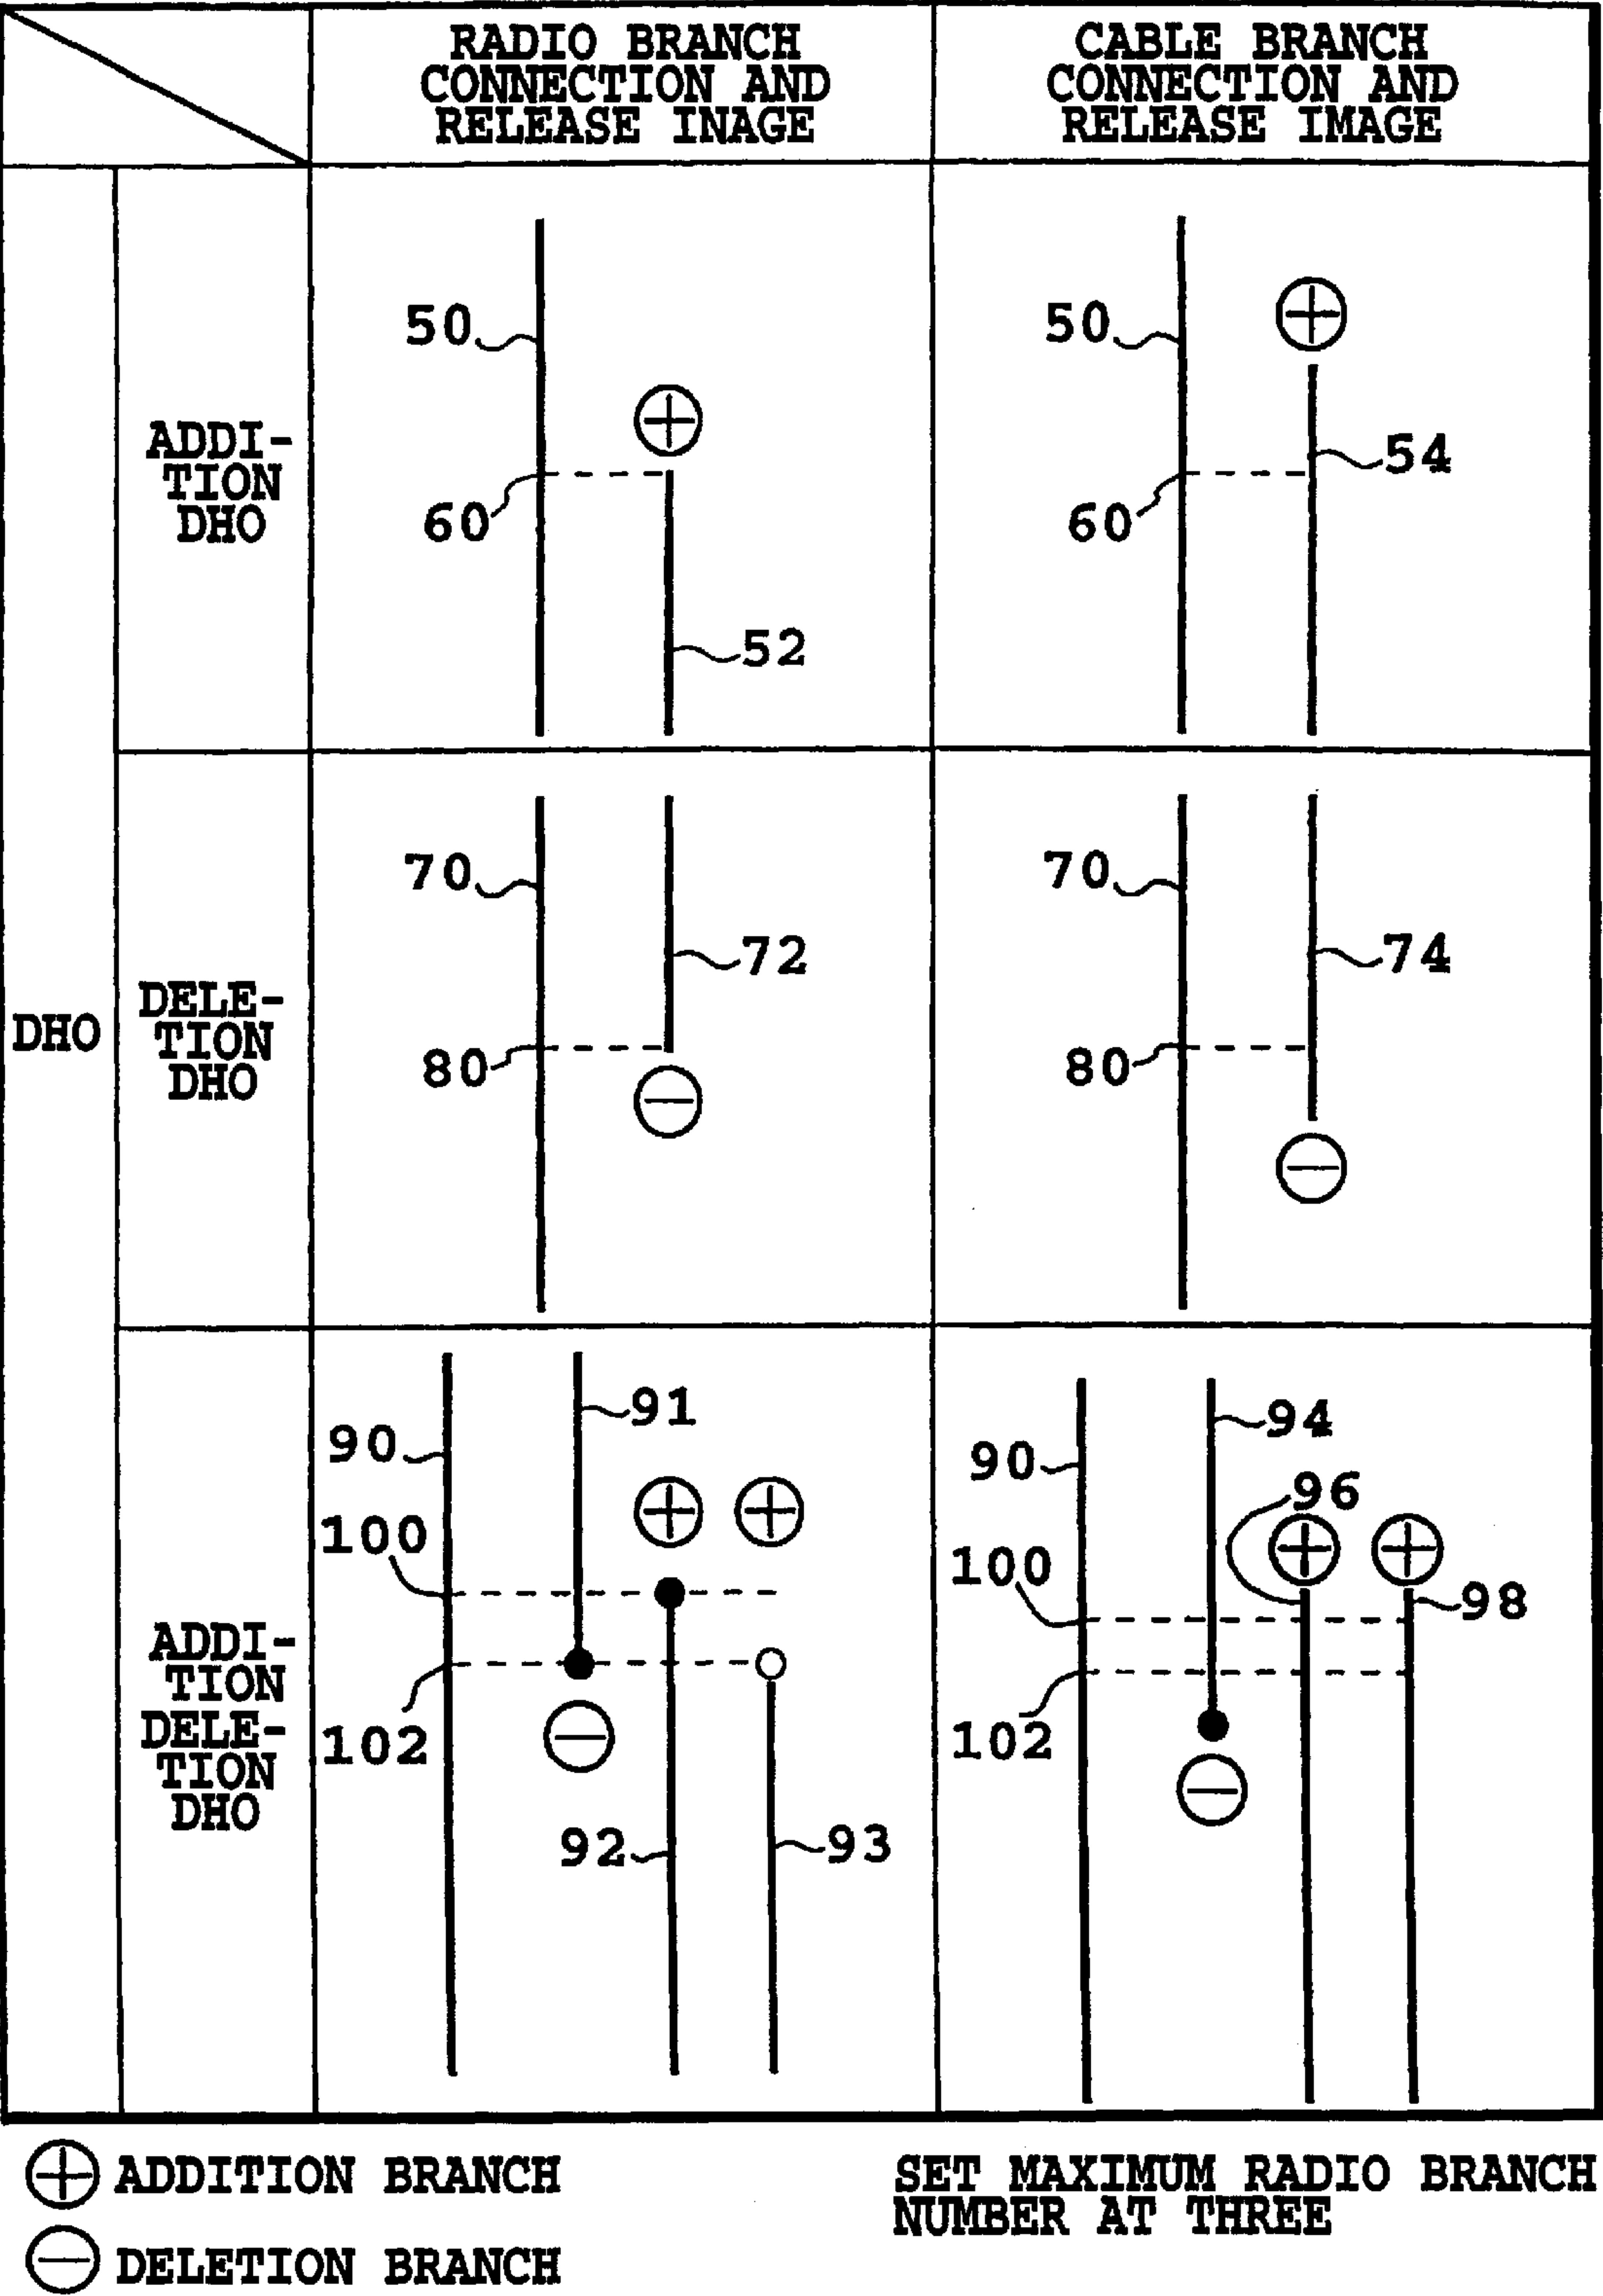 RADIO BRANCH
CONNECTION AND
RELEASE INAGE
CABLE BRANCH
CONNECTION AND
RELEASE IMAGE
DHO
ADDI-
TION
DHO
50
60
52
50
54
60
DELE-
TION
DHO
70
72
80
70
74
80
ADDI-
TION
DELE-
TION
DHO
91
90
100
102
92
93
94
90
96
100
98
102
ADDITION BRANCH
DELETION BRANCH
SET MAXIMUM RADIO BRANCH
NUMBER AT THREE